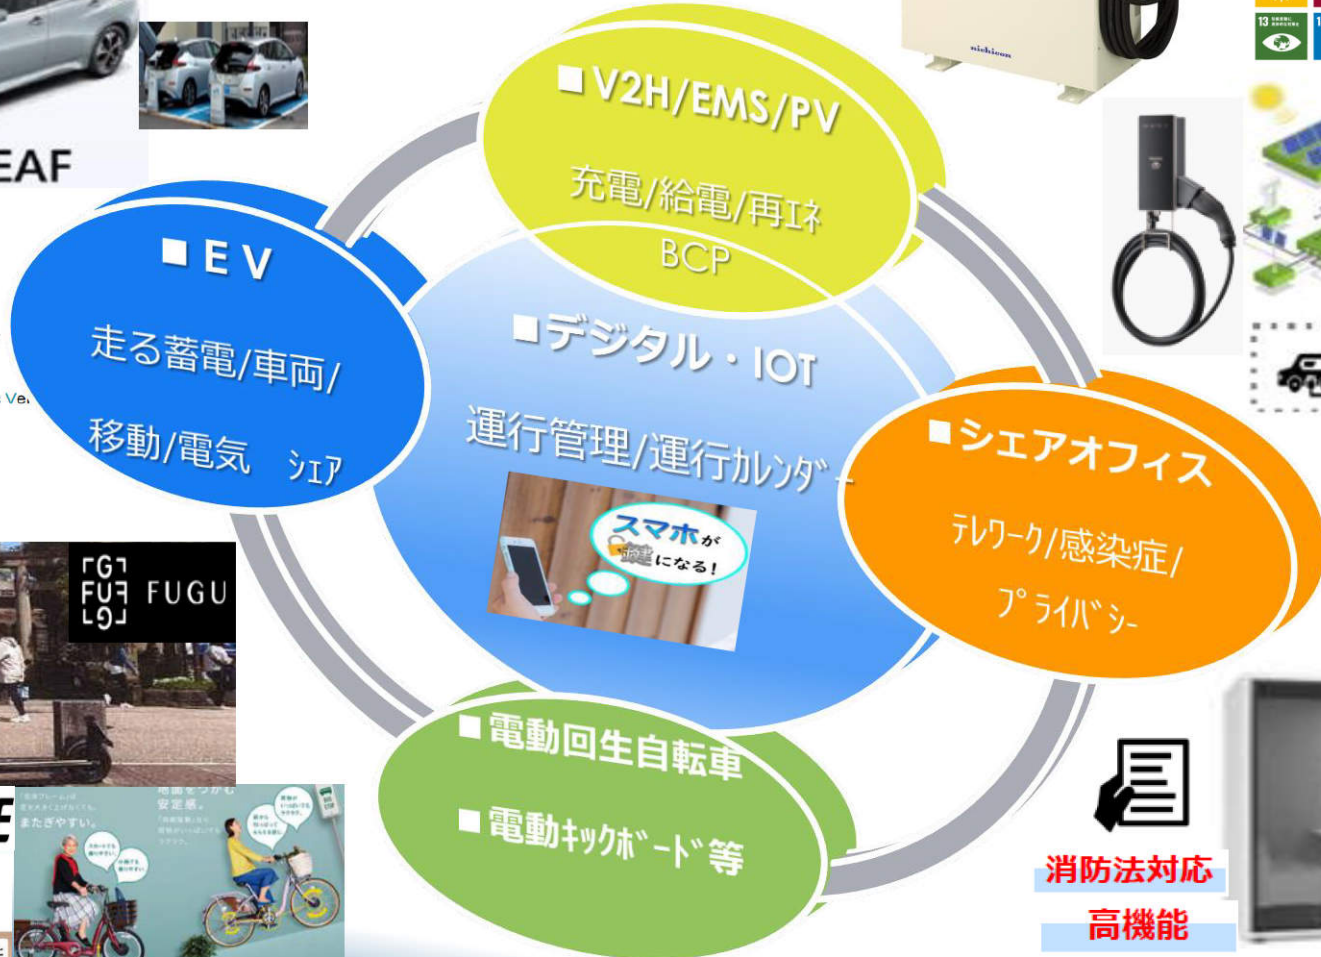 EAF
nichicon
13
■V2H/EMS/PV
充電/給電/再ｴﾈ
BCP
■EV
走る蓄電/車両/
移動/電気　ｼｪｱ
■デジタル・IOT
運行管理/運行ｶﾚﾝﾀﾞｰ
スマホが
鍵になる！
■シェアオフィス
ﾃﾚﾜｰｸ/感染症/
ﾌﾟﾗｲﾊﾞｼｰ
FUGU
■電動回生自転車
■電動ｷｯｸﾎﾞｰﾄﾞ等
安定感。
またぎやすい。
消防法対応
高機能